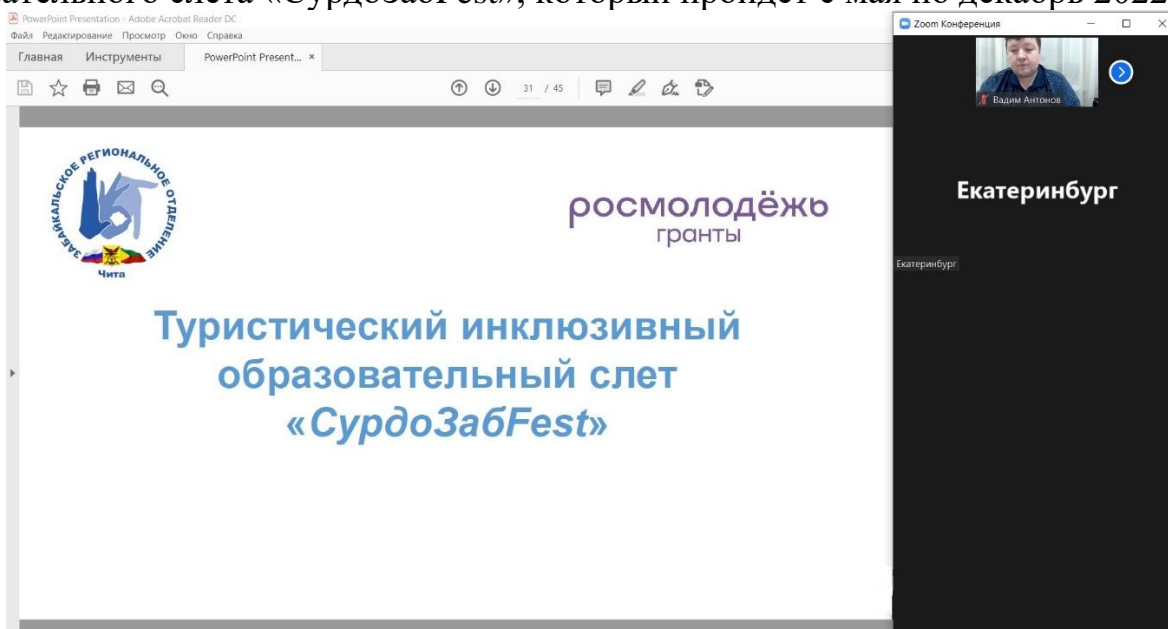 ательного слета «СурдоЗабFest», который пройдет с мая по декабрь 2022
PowerPoint Presentation - Adobe Acrobat Reader DC
Файл Редактирование Просмотр Окно Справка
Главная Инструменты PowerPoint Present... ×
31 / 45
ЗАБАЙКАЛЬСКОЕ РЕГИОНАЛЬНОЕ ОТДЕЛЕНИЕ
Чита
росмолодёжь
гранты
Туристический инклюзивный
образовательный слет
«СурдоЗабFest»
Zoom Конференция
Вадим Антонов
Екатеринбург
Екатеринбург